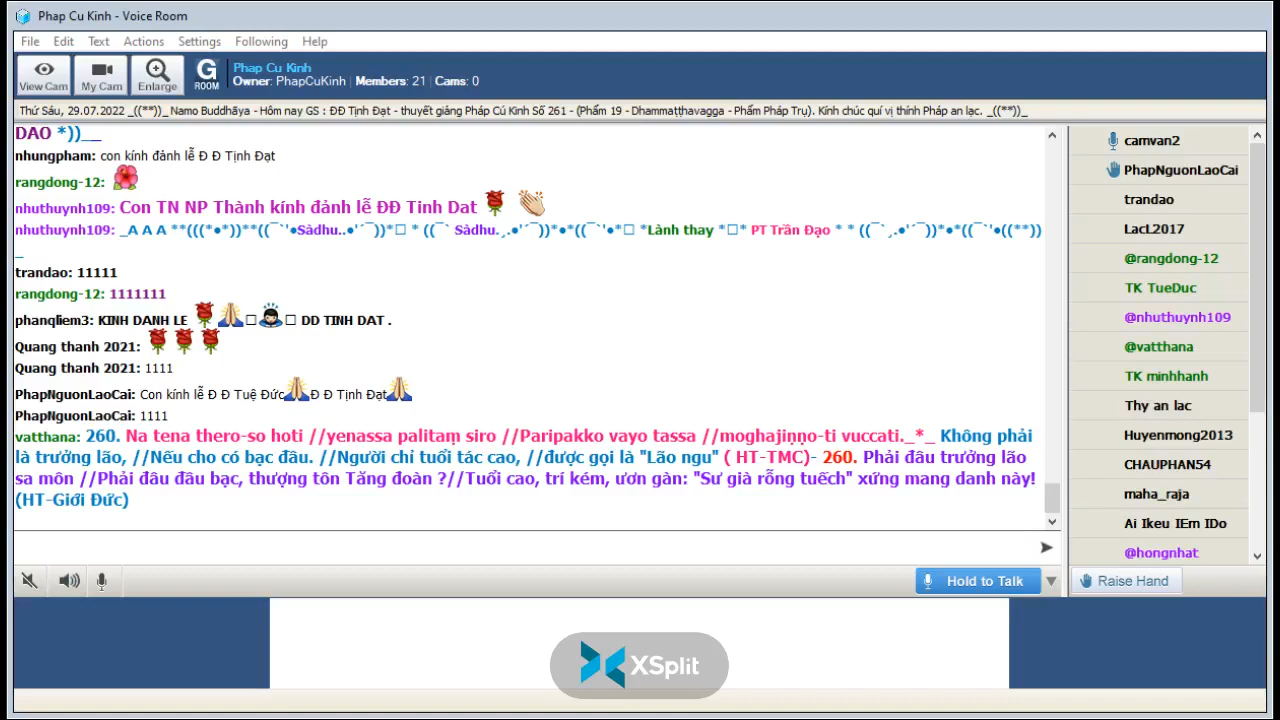 Phap Cu Kinh - Voice Room
File Edit Text Actions Settings Following Help
View Cam My Cam Enlarge G ROOM Phap Cu Kinh
Owner: PhapCuKinh Members: 21 Cams: 0
Thứ Sáu, 29.07.2022 _((**))_ Namo Buddhāya - Hôm nay GS : ĐĐ Tịnh Đạt - thuyết giảng Pháp Cú Kinh Số 261 - (Phẩm 19 - Dhammaṭṭhavagga - Phẩm Pháp Trụ). Kính chúc quí vị thính Pháp an lạc. _((**))_
DAO *))__
nhungpham: con kính đảnh lễ Đ Đ Tịnh Đạt
rangdong-12:
nhuthuynh109: Con TN NP Thành kính đảnh lễ ĐĐ Tinh Dat
nhuthuynh109: _A A A **(((*●*))**((¯`'●Sàdhu..●'´¯))*□ * ((¯` Sàdhu.¸.●'´¯))*●*((¯`'●*□ *Lành thay *□* PT Trần Đạo * * ((¯`¸.●'´¯))*●*((¯`'●((**))
_
trandao: 11111
rangdong-12: 1111111
phanqliem3: KINH DANH LE □ □ DD TINH DAT .
Quang thanh 2021:
Quang thanh 2021: 1111
PhapNguonLaoCai: Con kính lễ Đ Đ Tuệ Đức Đ Đ Tịnh Đạt
PhapNguonLaoCai: 1111
vatthana: 260. Na tena thero-so hoti //yenassa palitaṃ siro //Paripakko vayo tassa //moghajiṇṇo-ti vuccati._*_ Không phải
là trưởng lão, //Nếu cho có bạc đầu. //Người chỉ tuổi tác cao, //được gọi là "Lão ngu" ( HT-TMC)- 260. Phải đâu trưởng lão
sa môn //Phải đâu đầu bạc, thượng tôn Tăng đoàn ?//Tuổi cao, trí kém, ươn gàn: "Sư già rỗng tuếch" xứng mang danh này!
(HT-Giới Đức)
camvan2
PhapNguonLaoCai
trandao
LacL2017
@rangdong-12
TK TueDuc
@nhuthuynh109
@vatthana
TK minhhanh
Thy an lac
Huyenmong2013
CHAUPHAN54
maha_raja
Ai Ikeu IEm IDo
@hongnhat
Hold to Talk
Raise Hand
XSplit